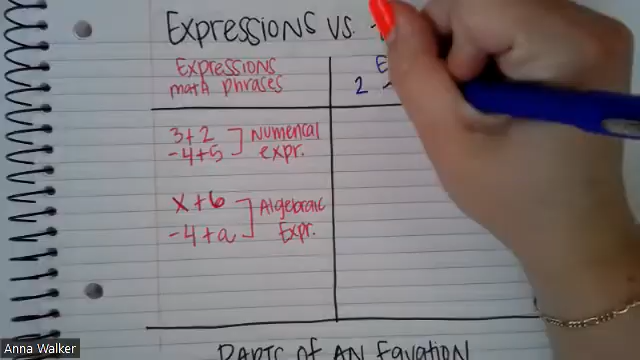 Expressions vs.
Expressions
math phrases
E
2
3+2
-4+5
Numerical
expr.
x+6
-4+a
Algebraic
Expr.
PARTS OF AN EQUATION
Anna Walker